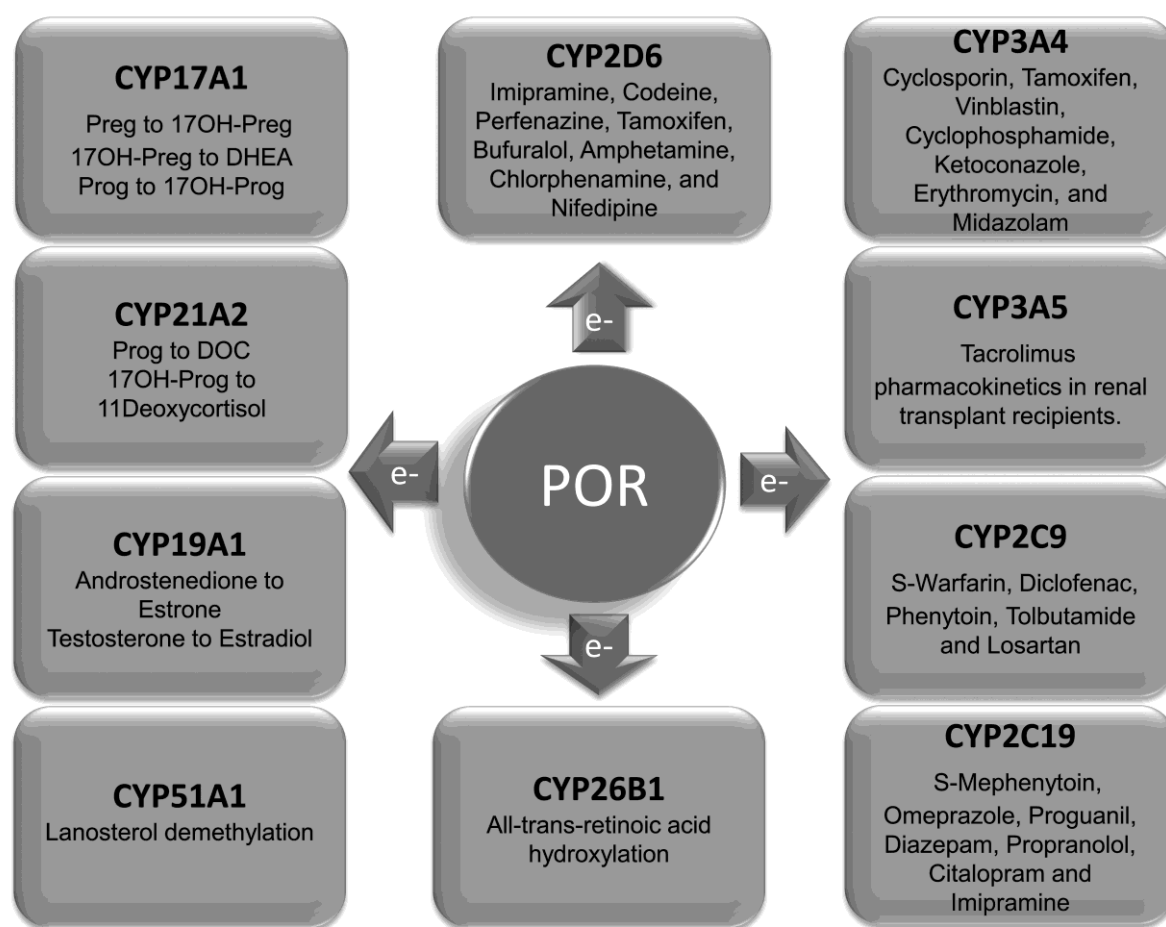 CYP17A1
Preg to 17OH-Preg
17OH-Preg to DHEA
Prog to 17OH-Prog
CYP2D6
Imipramine, Codeine,
Perfenazine, Tamoxifen,
Bufuralol, Amphetamine,
Chlorphenamine, and
Nifedipine
CYP3A4
Cyclosporin, Tamoxifen,
Vinblastin,
Cyclophosphamide,
Ketoconazole,
Erythromycin, and
Midazolam
CYP21A2
Prog to DOC
17OH-Prog to
11Deoxycortisol
e-
CYP3A5
Tacrolimus
pharmacokinetics in renal
transplant recipients.
e-
POR
e-
CYP19A1
Androstenedione to
Estrone
Testosterone to Estradiol
e-
CYP2C9
S-Warfarin, Diclofenac,
Phenytoin, Tolbutamide
and Losartan
CYP51A1
Lanosterol demethylation
CYP26B1
All-trans-retinoic acid
hydroxylation
CYP2C19
S-Mephenytoin,
Omeprazole, Proguanil,
Diazepam, Propranolol,
Citalopram and
Imipramine